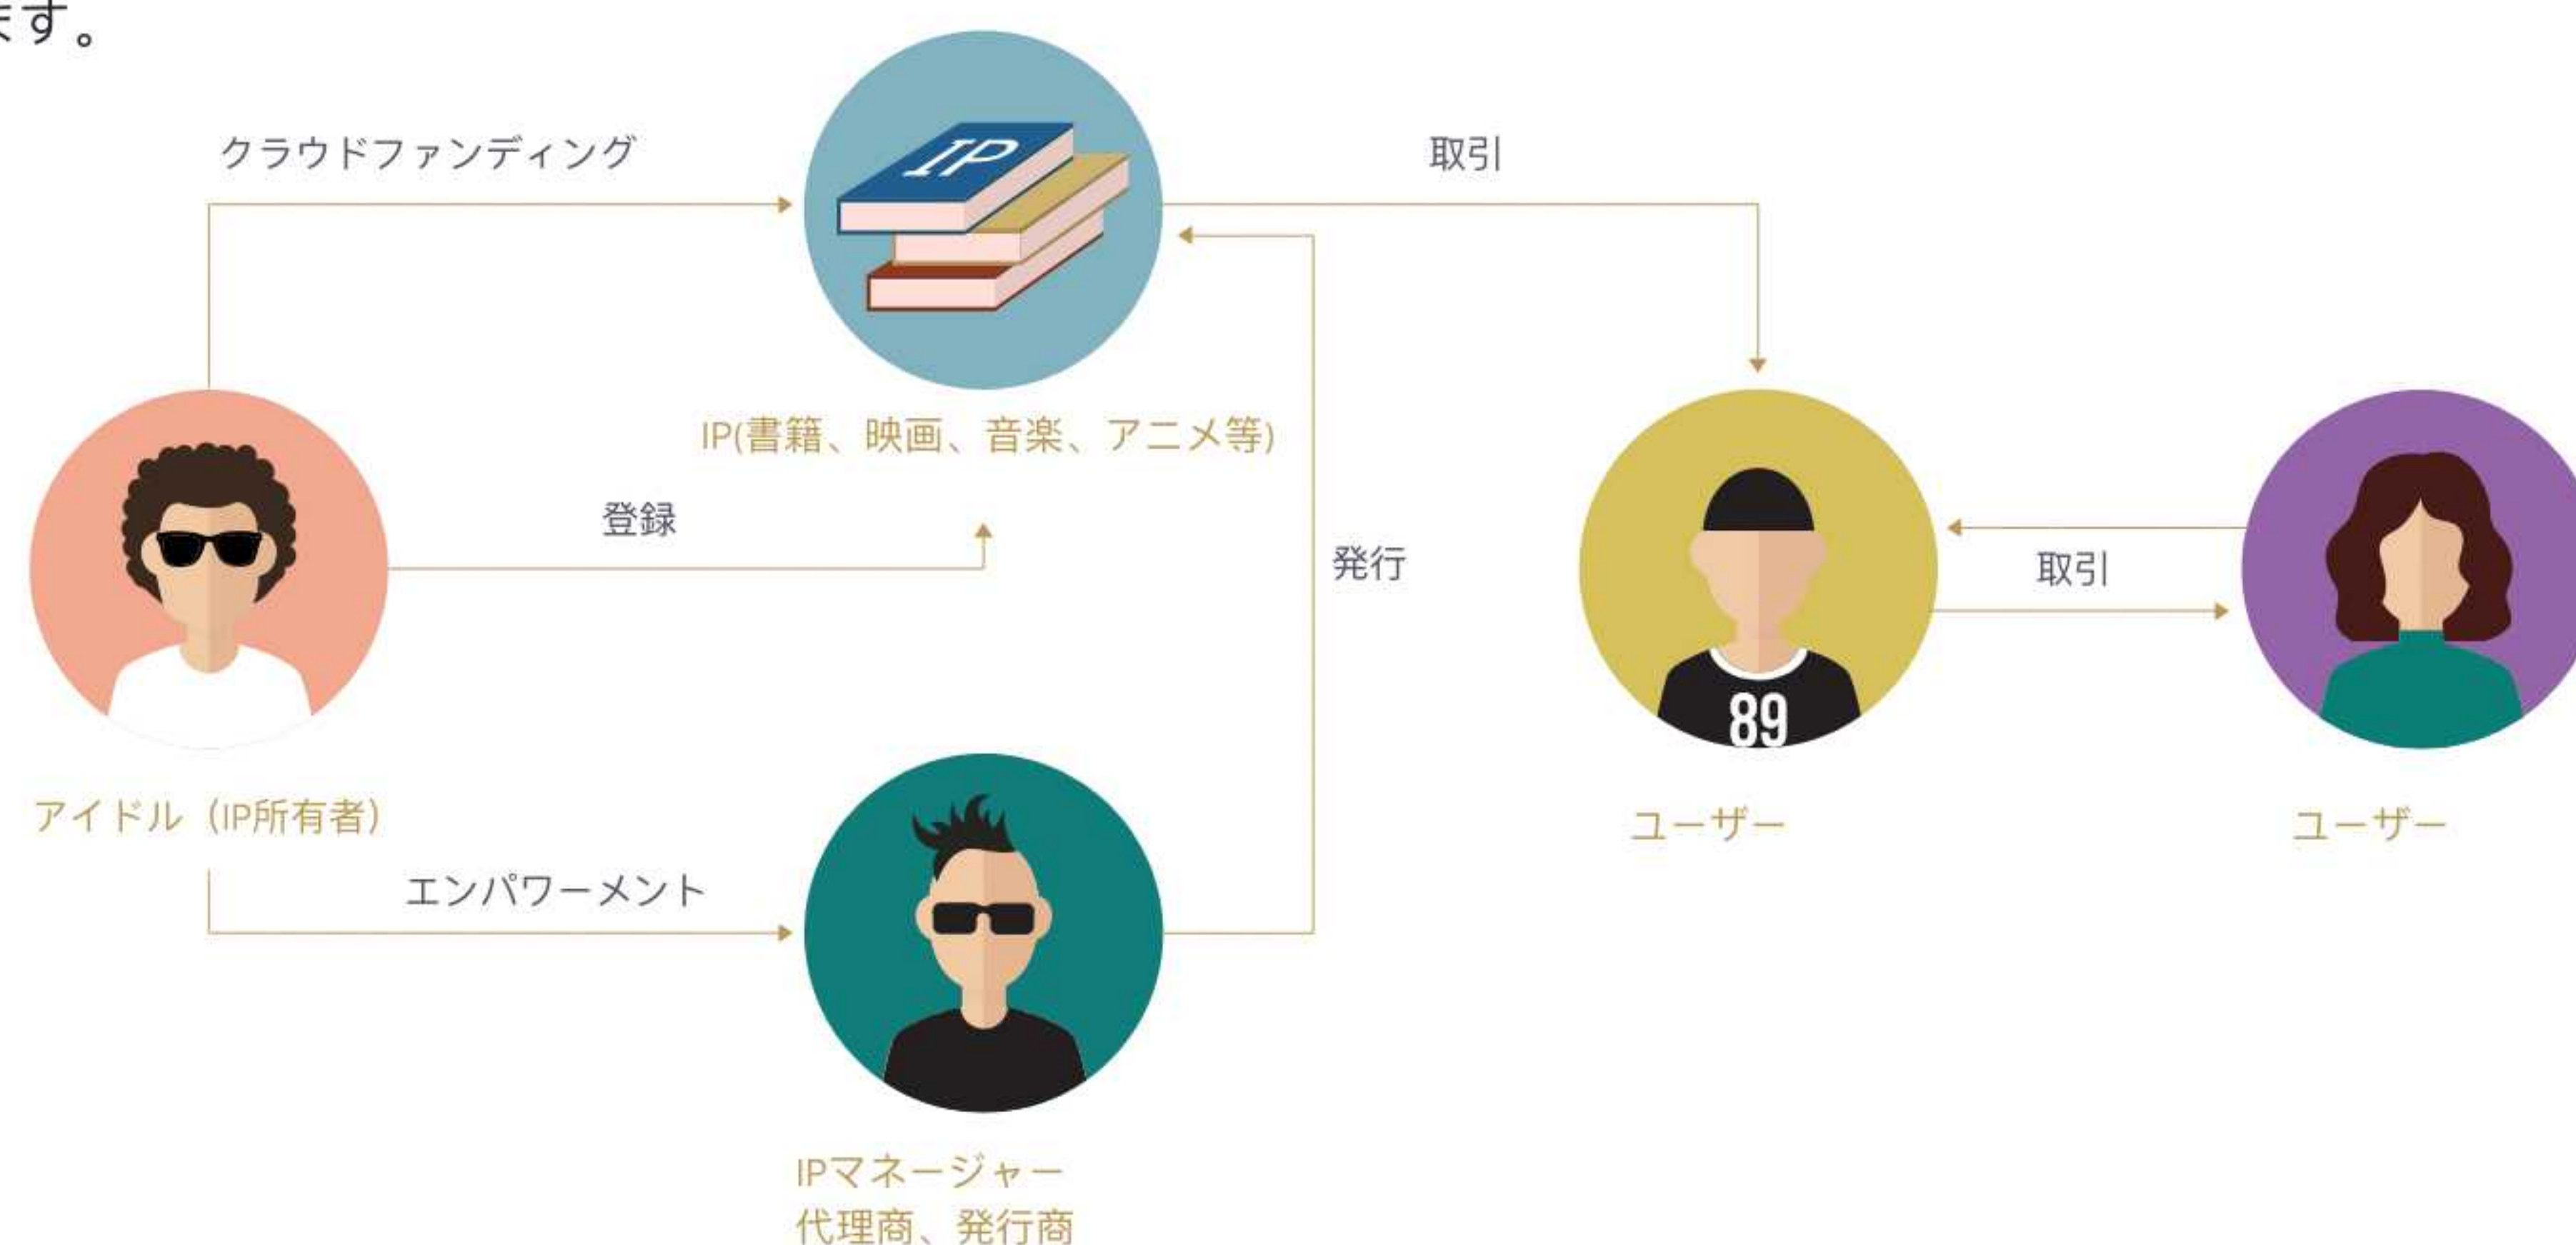 ます。
クラウドファンディング
取引
IP
IP(書籍、映画、音楽、アニメ等)
登録
発行
取引
89
アイドル（IP所有者）
ユーザー
ユーザー
エンパワーメント
IPマネージャー
代理商、発行商